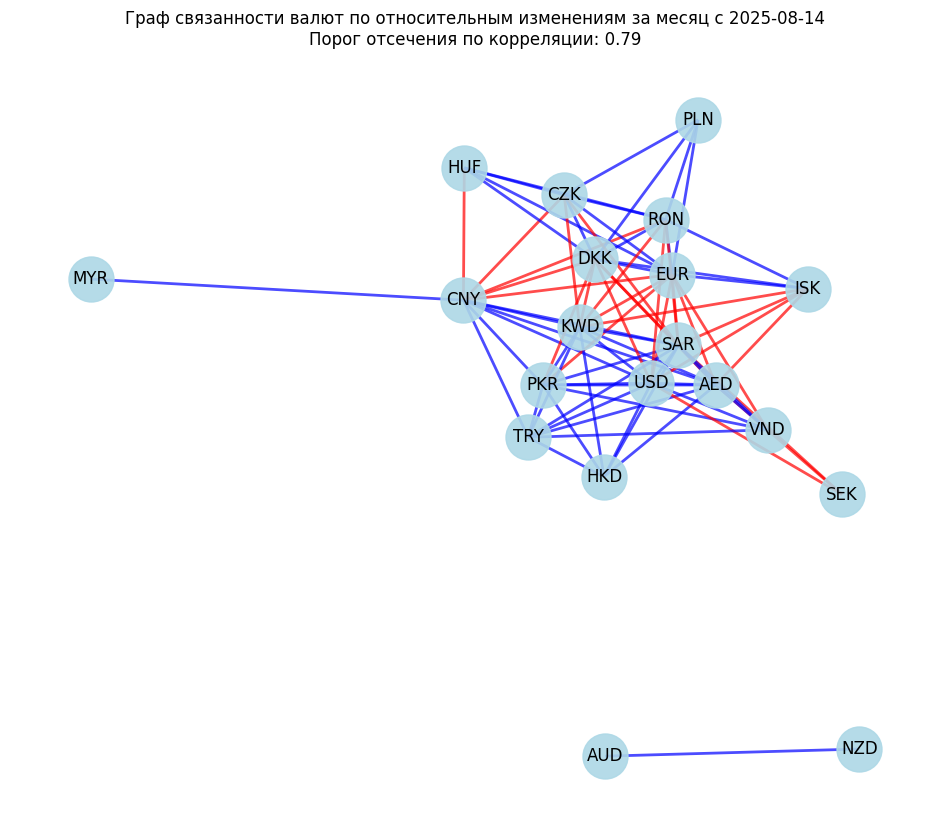 Граф связанности валют по относительным изменениям за месяц с 2025-08-14
Порог отсечения по корреляции: 0.79
PLN
HUF
CZK
RON
DKK
EUR
MYR
ISK
CNY
KWD
SAR
PKR
USD
AED
VND
TRY
HKD
SEK
AUD
NZD